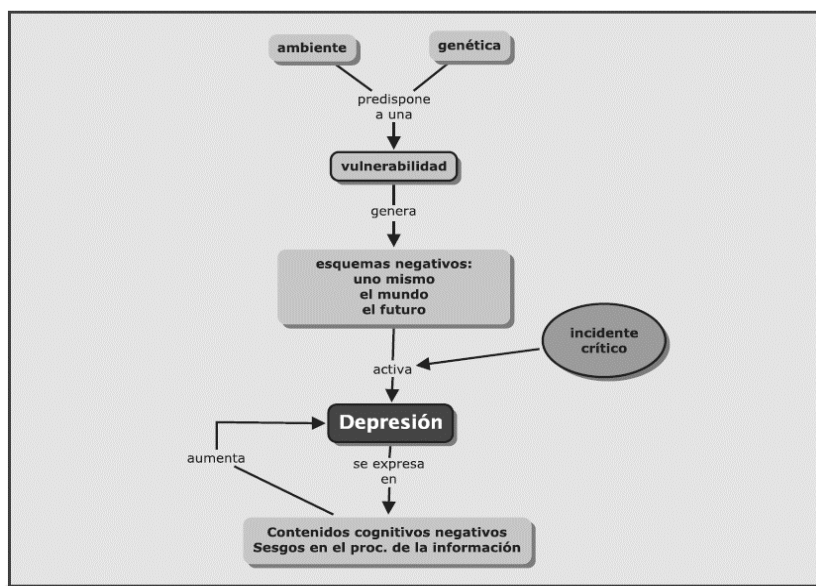 ambiente
genética
predispone
a una
vulnerabilidad
genera
esquemas negativos:
uno mismo
el mundo
el futuro
incidente
crítico
activa
Depresión
aumenta
se expresa
en
Contenidos cognitivos negativos
Sesgos en el proc. de la información